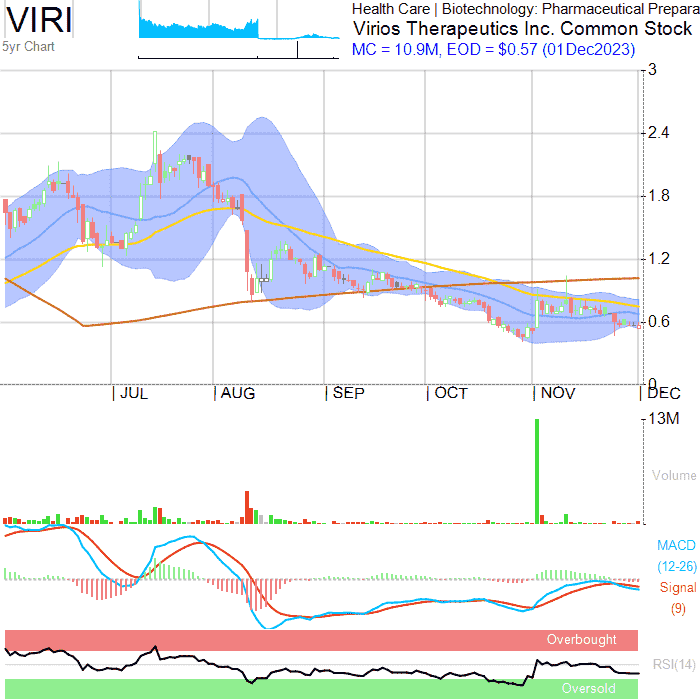 VIRI
5yr Chart
Health Care | Biotechnology: Pharmaceutical Prepara
Virios Therapeutics Inc. Common Stock
MC = 10.9M, EOD = $0.57 (01Dec2023)
3
2.4
1.8
1.2
0.6
0
JUL AUG SEP OCT NOV DEC
13M
Volume
MACD
(12-26)
Signal
(9)
Overbought
RSI(14)
Oversold